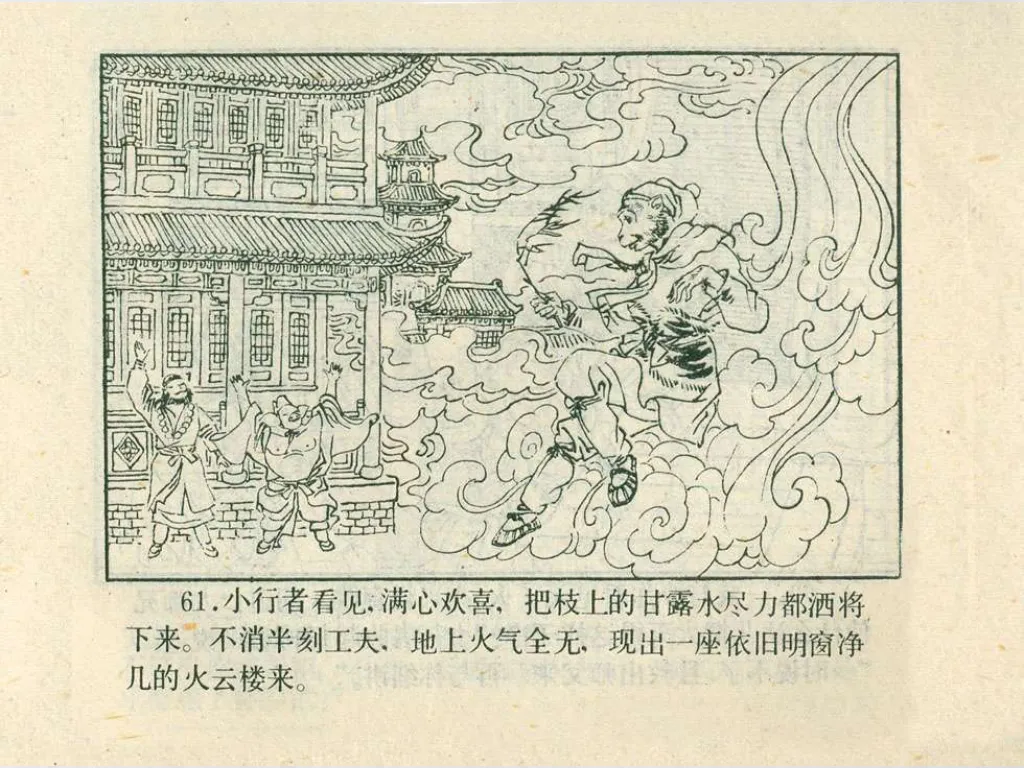 61.小行者看见,满心欢喜,把枝上的甘露水尽力都洒将
下来。不消半刻工夫,地上火气全无,现出一座依旧明窗净
几的火云楼来。